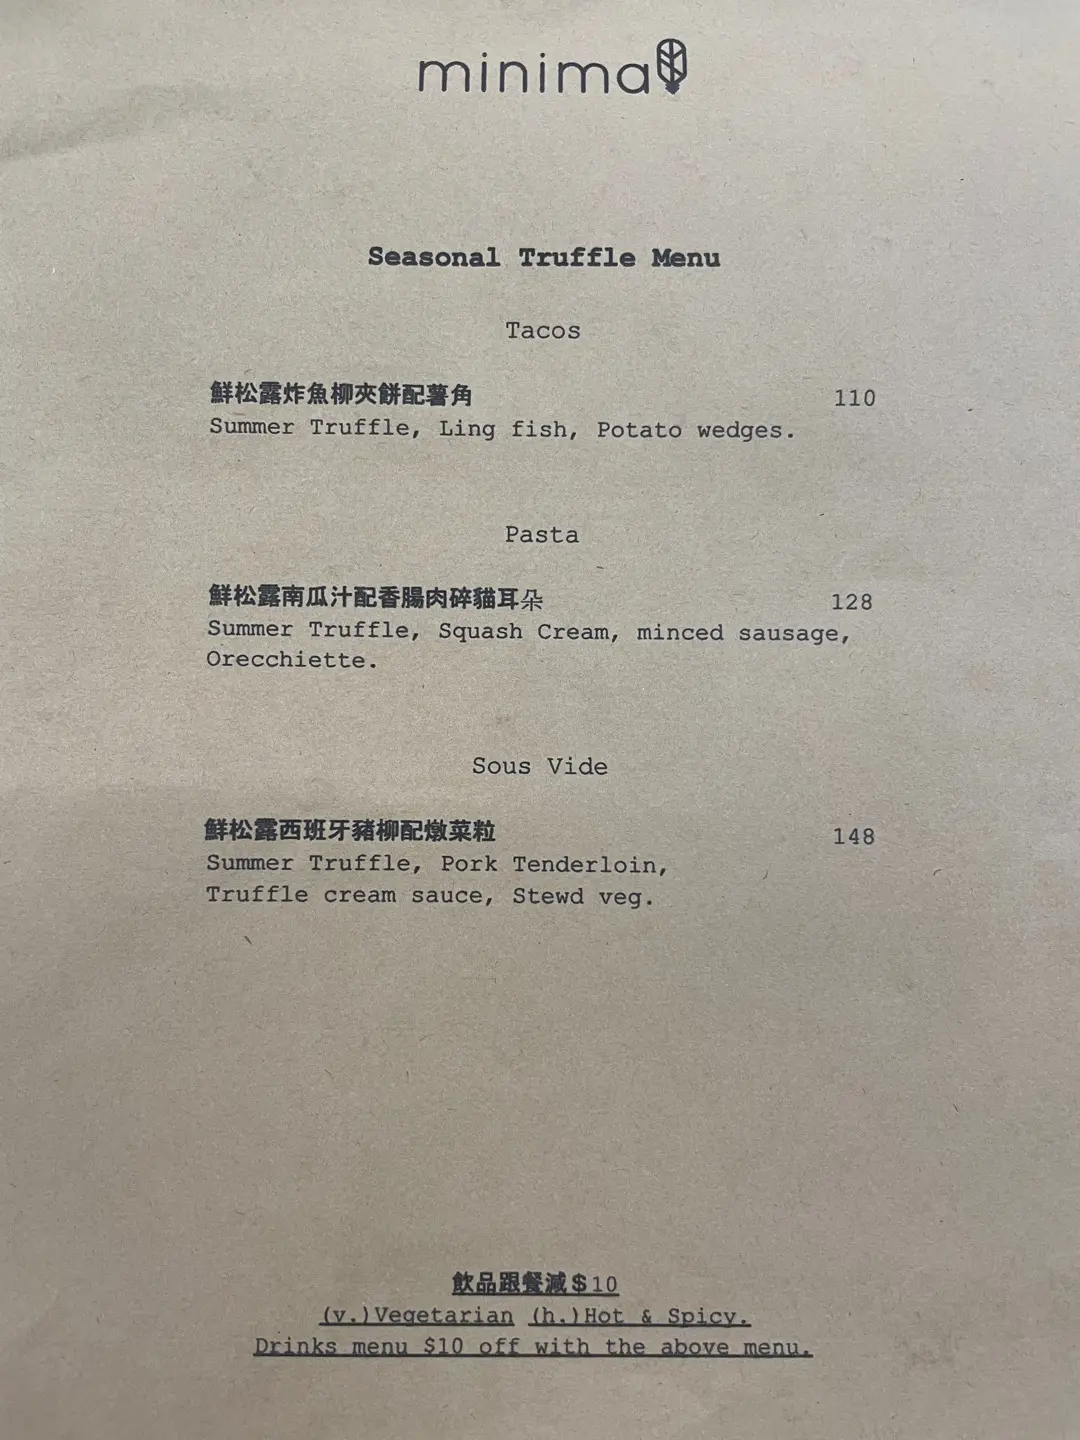 minima
Seasonal Truffle Menu
Tacos
鮮松露炸魚柳夾餅配薯角 110
Summer Truffle, Ling fish, Potato wedges.
Pasta
鮮松露南瓜汁配香腸肉碎貓耳朵 128
Summer Truffle, Squash Cream, minced sausage,
Orecchiette.
Sous Vide
鮮松露西班牙豬柳配燉菜粒 148
Summer Truffle, Pork Tenderloin,
Truffle cream sauce, Stewd veg.
飲品跟餐減$10
(v.)Vegetarian (h.)Hot & Spicy.
Drinks menu $10 off with the above menu.